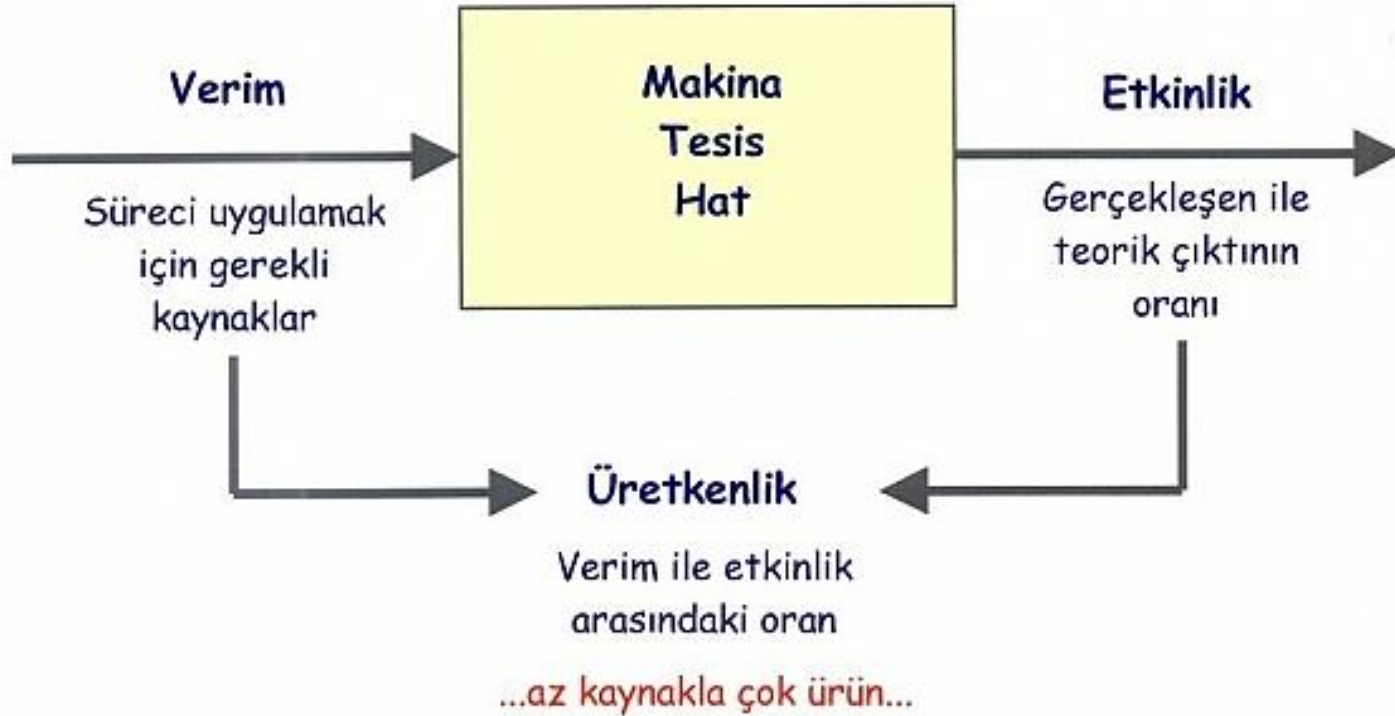 Verim
Süreci uygulamak
için gerekli
kaynaklar
Makina
Tesis
Hat
Etkinlik
Gerçekleşen ile
teorik çıktının
oranı
Üretkenlik
Verim ile etkinlik
arasındaki oran
...az kaynakla çok ürün...